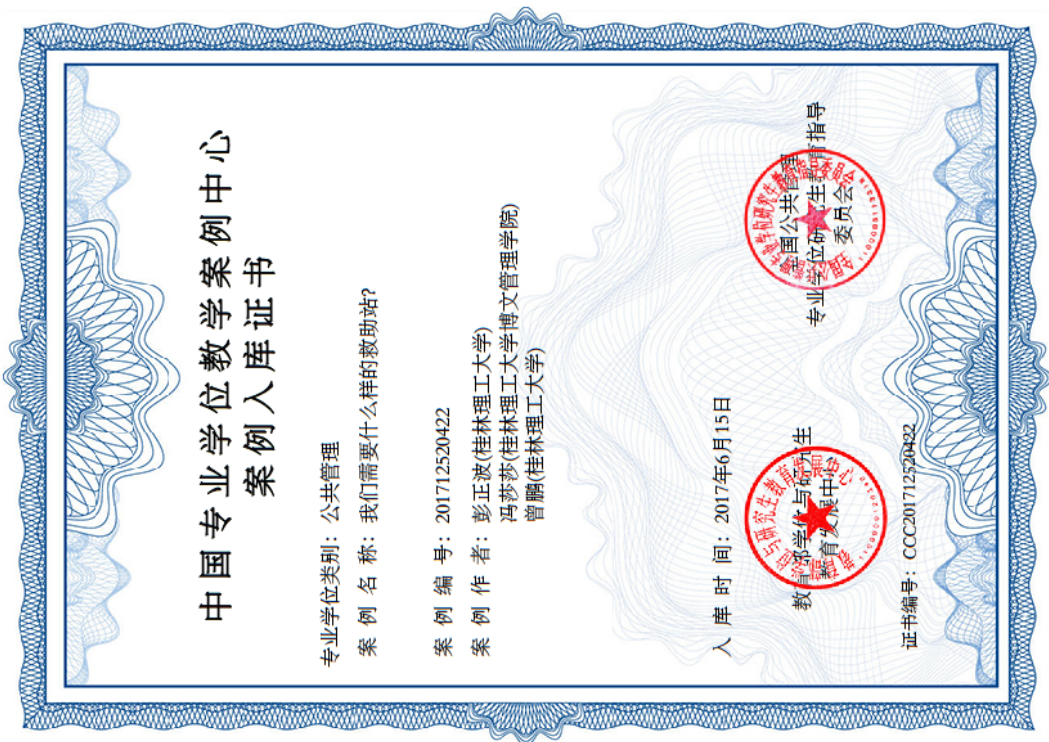 中国专业学位教学案例中心
案例入库证书
专业学位类别：公共管理
案 例 名 称：我们需要什么样的救助站?
案 例 编 号：201712520422
案 例 作 者：彭正波(桂林理工大学)
冯莎莎(桂林理工大学博文管理学院)
曾鹏(桂林理工大学)
入 库 时 间：2017年6月15日
教育部学位与研究生
教育发展中心
全国公共管理
专业学位研究生教育指导
委员会
证书编号：CCC201712520422